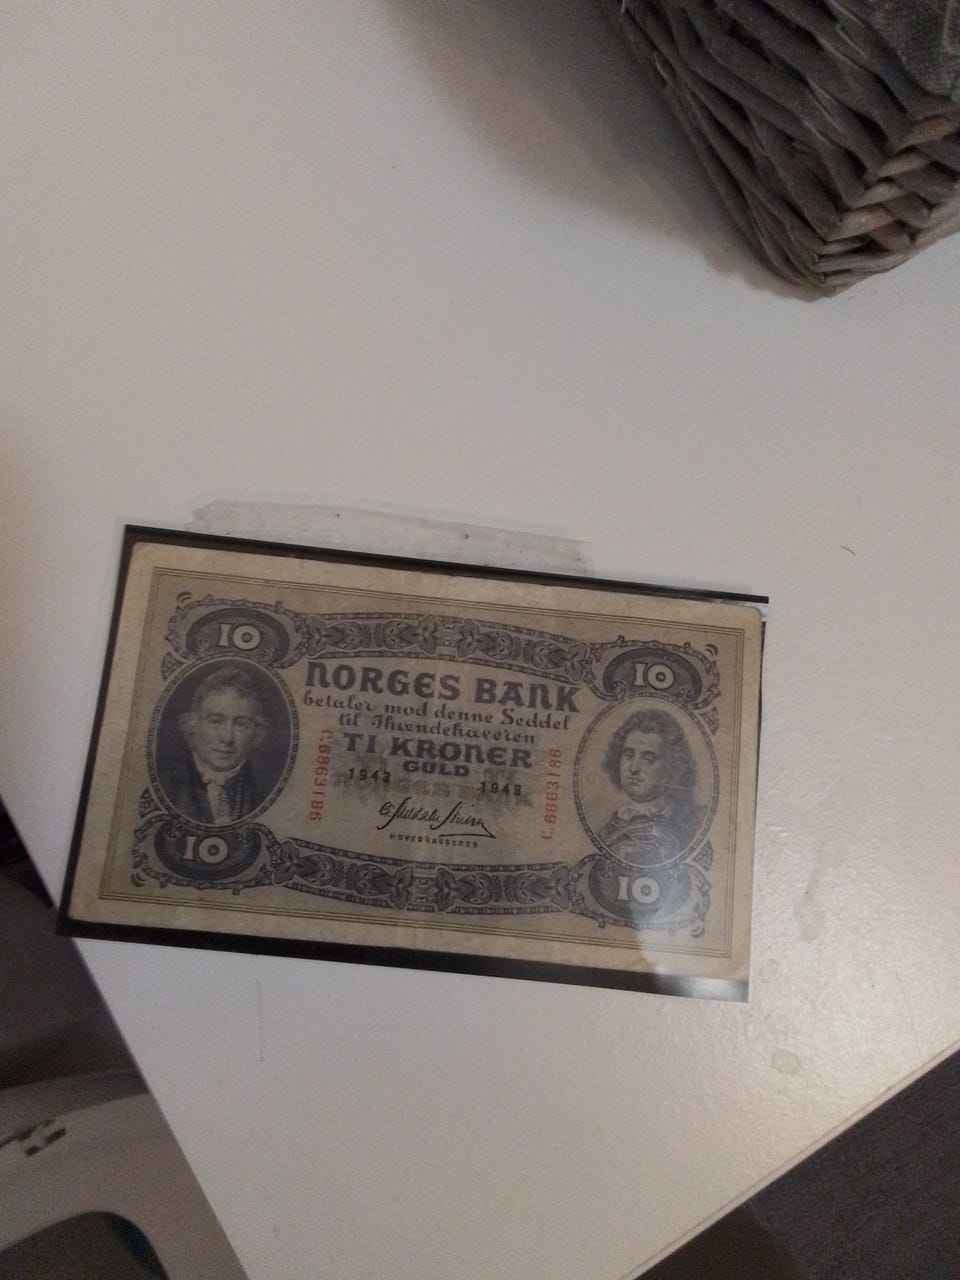 10
10
NORGES BANK
betaler mod denne Seddel
til Ihændehaveren
TI KRONER
GULD
1943 1943
C.6863186
C.6863186
HOVEDKASSERER
10
10